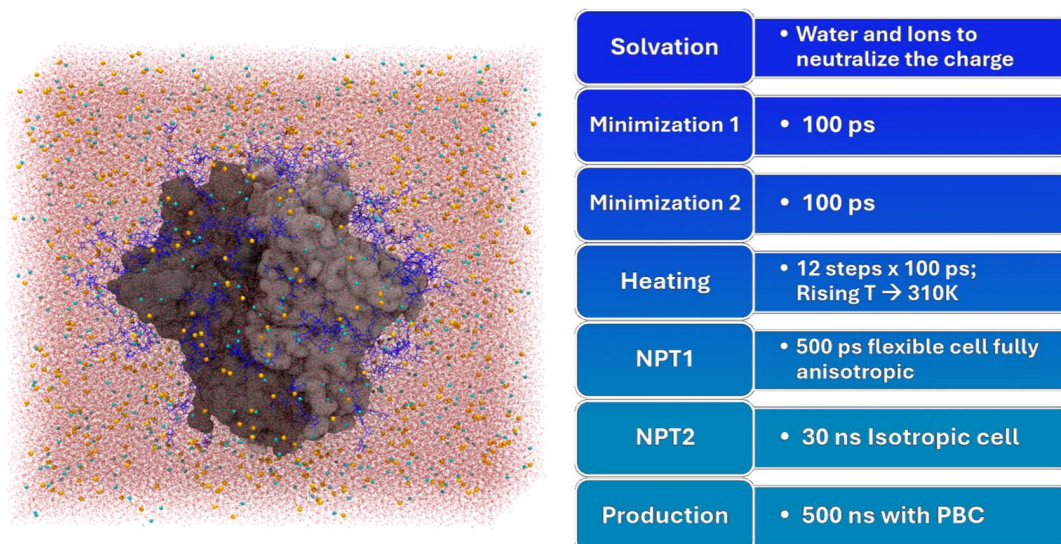 Solvation
• Water and Ions to
neutralize the charge
Minimization 1
• 100 ps
Minimization 2
• 100 ps
Heating
• 12 steps x 100 ps;
Rising T → 310K
NPT1
• 500 ps flexible cell fully
anisotropic
NPT2
• 30 ns Isotropic cell
Production
• 500 ns with PBC